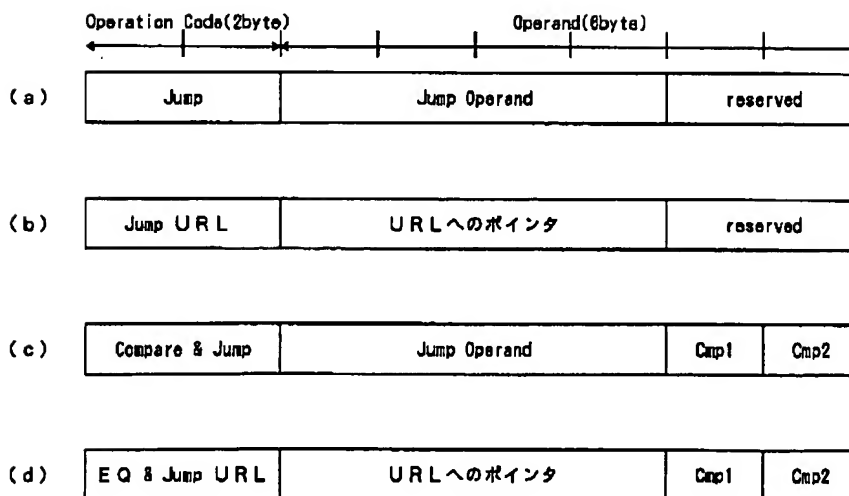 Operation Code(2byte) Operand(6byte)
(a) Jump Jump Operand reserved
(b) Jump URL URLへのポインタ reserved
(c) Compare & Jump Jump Operand Cmp1 Cmp2
(d) EQ & Jump URL URLへのポインタ Cmp1 Cmp2